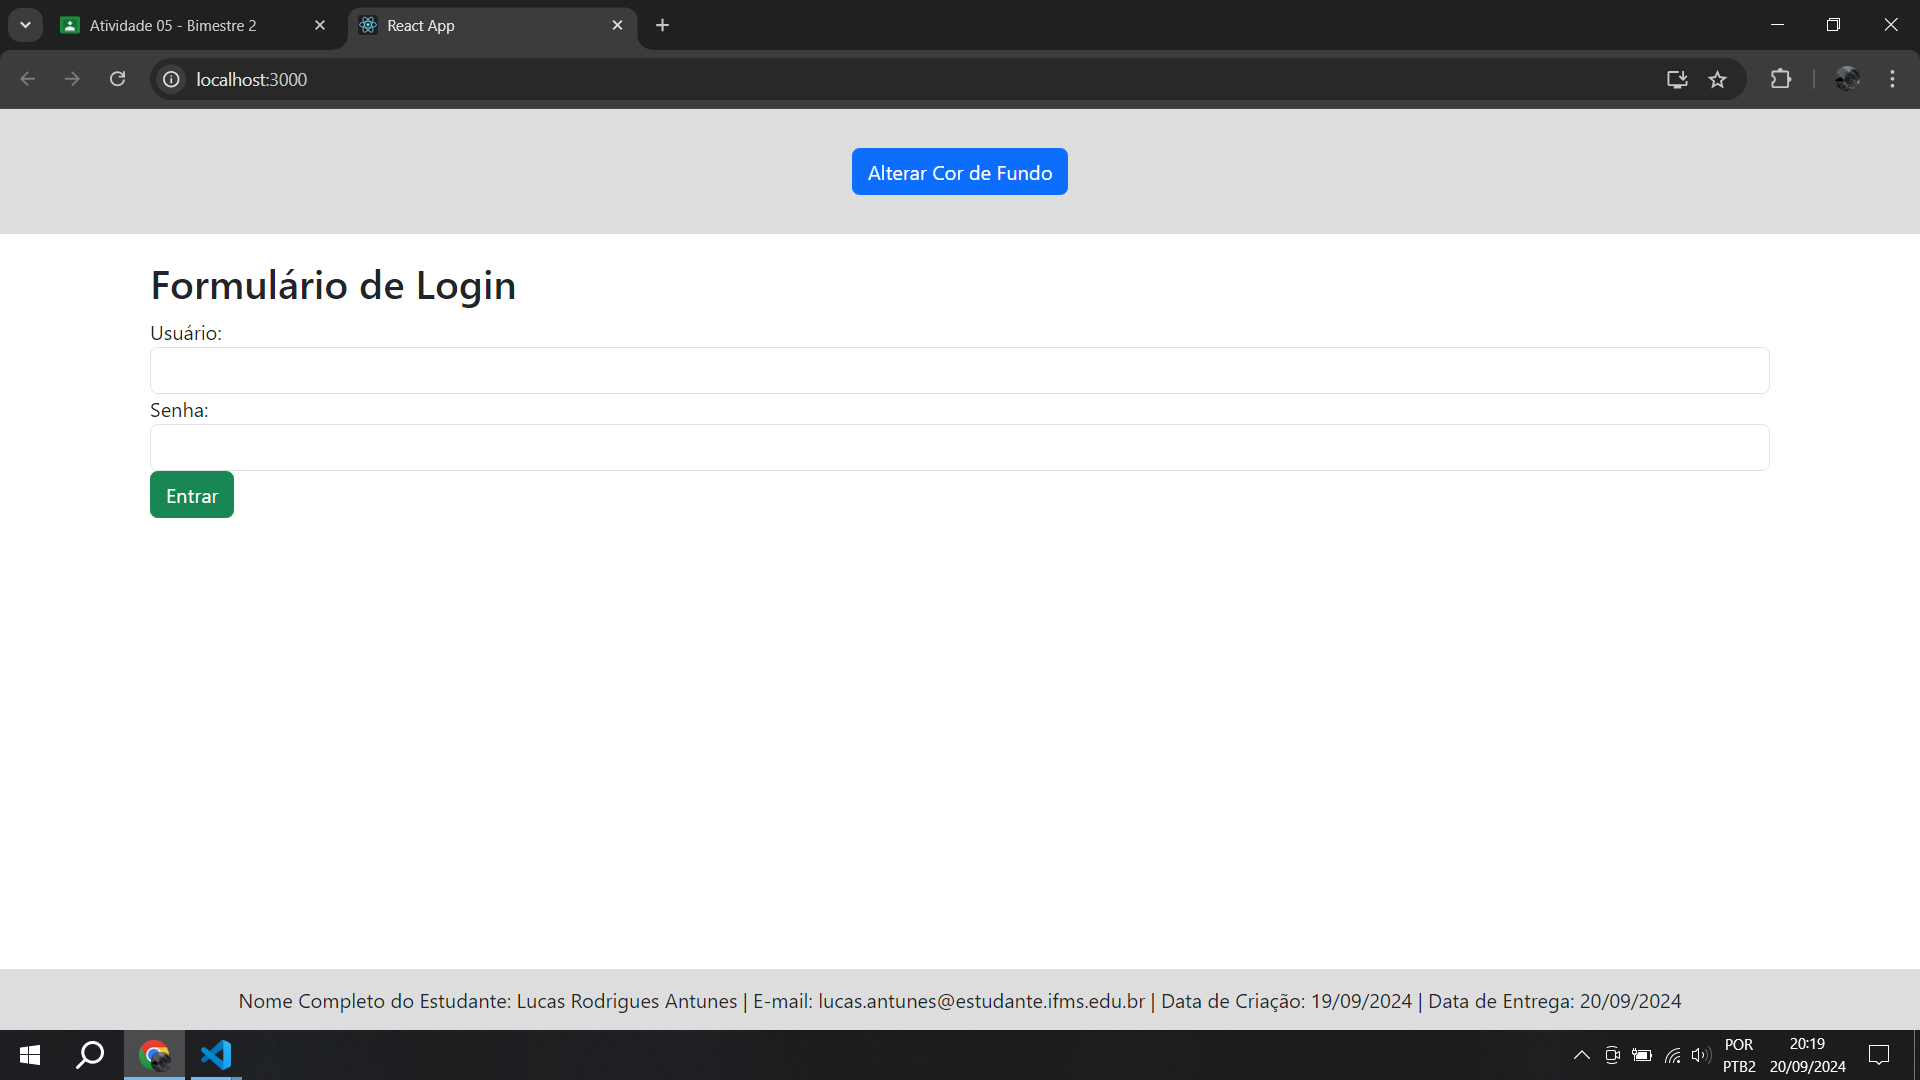 Atividade 05 - Bimestre 2
React App
localhost:3000
Alterar Cor de Fundo
Formulário de Login
Usuário:
Senha:
Entrar
Nome Completo do Estudante: Lucas Rodrigues Antunes | E-mail: lucas.antunes@estudante.ifms.edu.br | Data de Criação: 19/09/2024 | Data de Entrega: 20/09/2024
POR 20:19
PTB2 20/09/2024